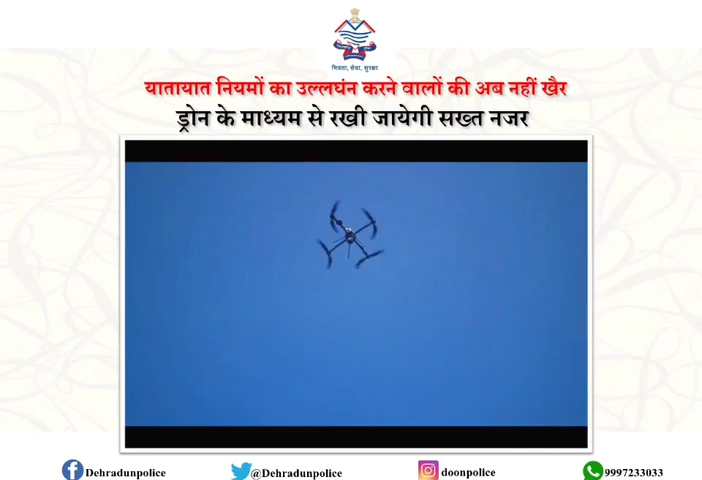 मित्रता, सेवा, सुरक्षा
यातायात नियमों का उल्लघंन करने वालों की अब नहीं खैर
ड्रोन के माध्यम से रखी जायेगी सख्त नजर
Dehradunpolice
@Dehradunpolice
doonpolice
9997233033